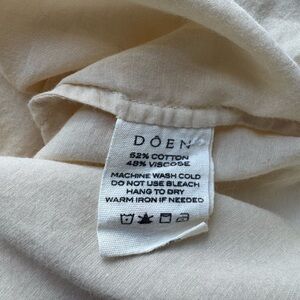 DÔEN
52% COTTON
48% VISCOSE
MACHINE WASH COLD
DO NOT USE BLEACH
HANG TO DRY
WARM IRON IF NEEDED